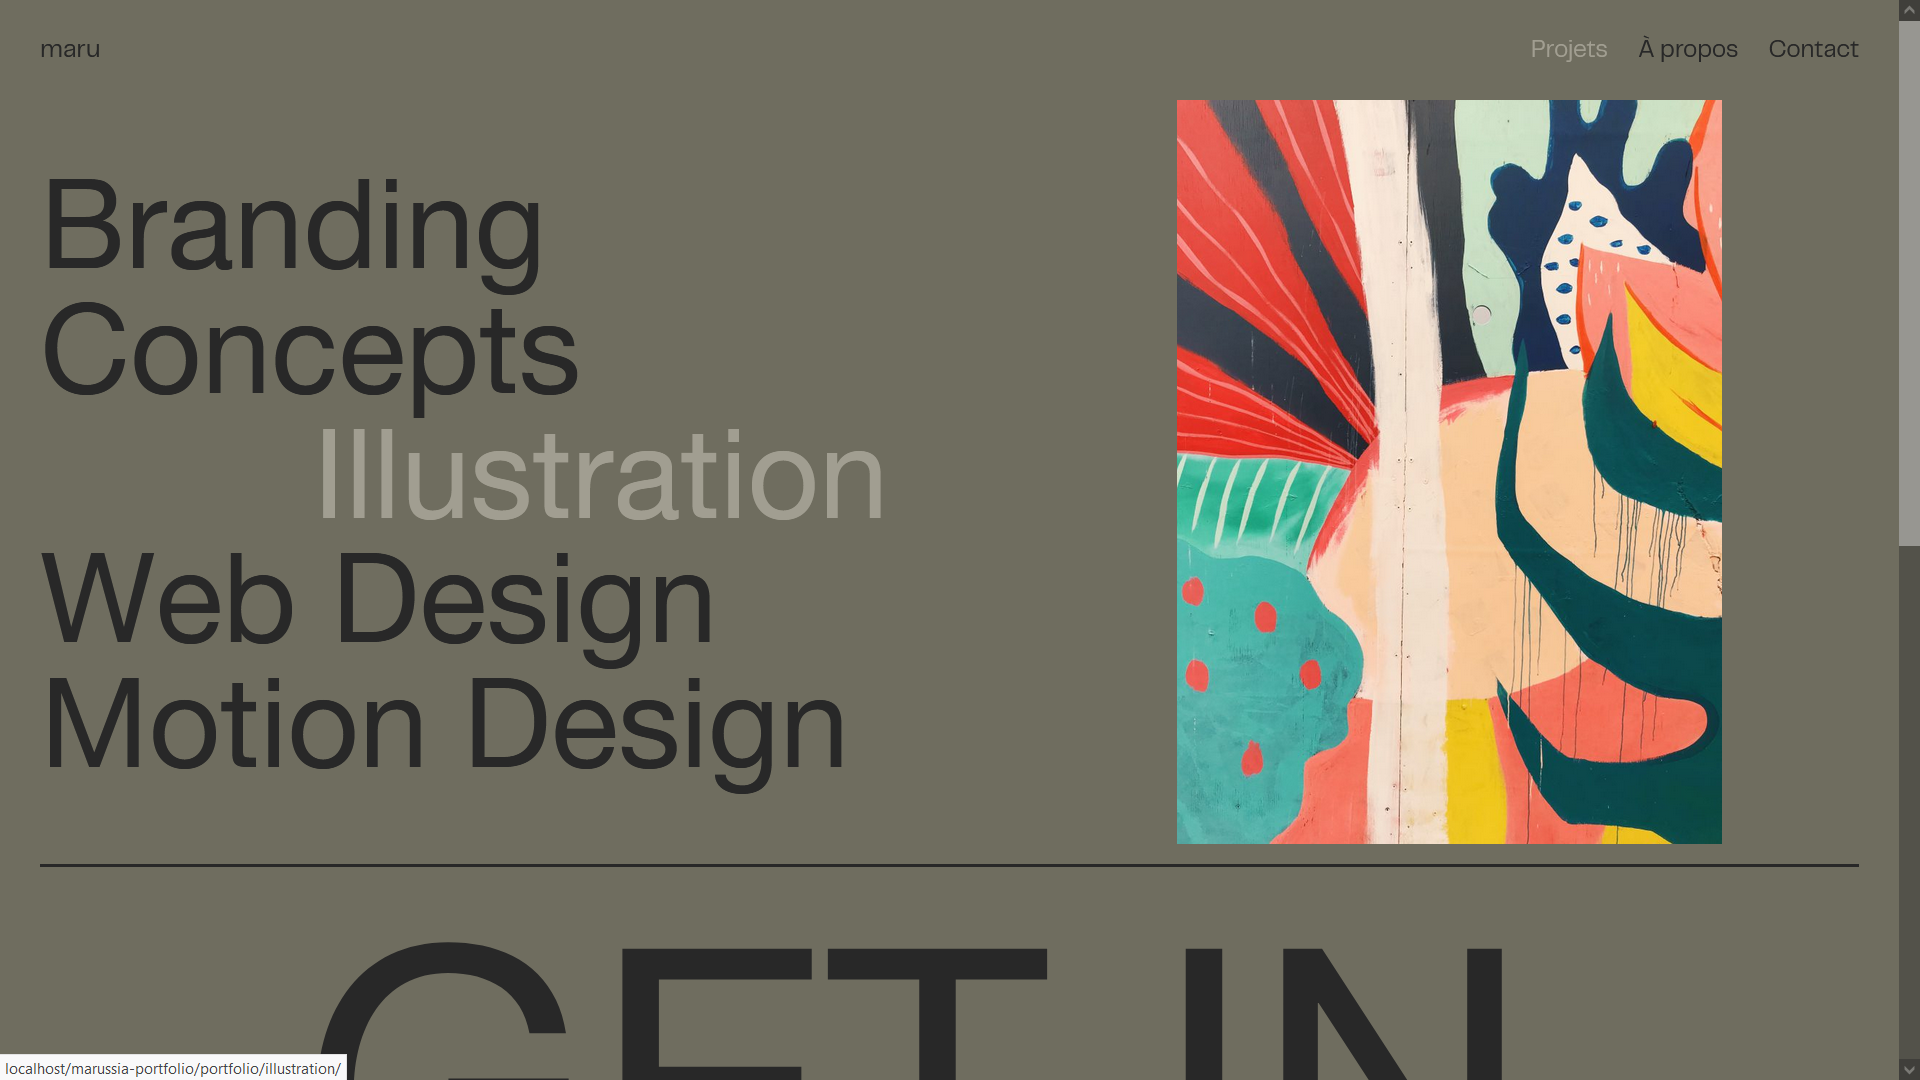 maru
Projets À propos Contact
Branding
Concepts
Illustration
Web Design
Motion Design
GET IN
localhost/marussia-portfolio/portfolio/illustration/